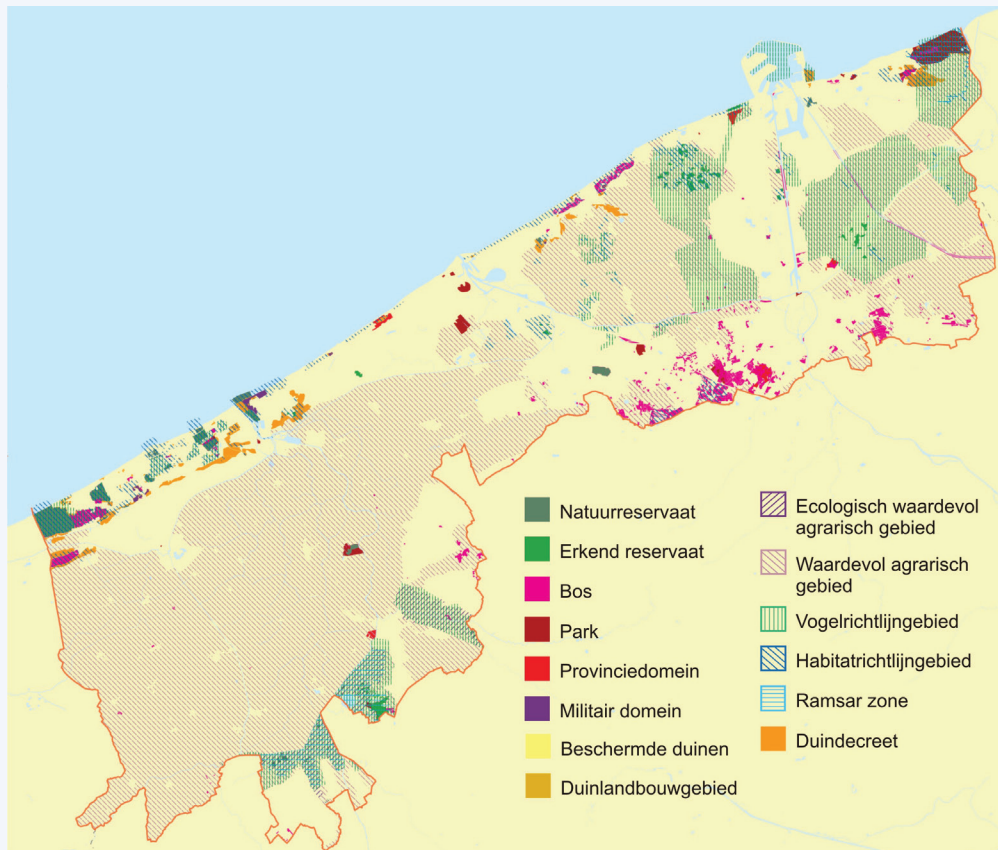 Natuurreservaat
Erkend reservaat
Bos
Park
Provinciedomein
Militair domein
Beschermde duinen
Duinlandbouwgebied
Ecologisch waardevol
agrarisch gebied
Waardevol agrarisch
gebied
Vogelrichtlijngebied
Habitatrichtlijngebied
Ramsar zone
Duindecreet